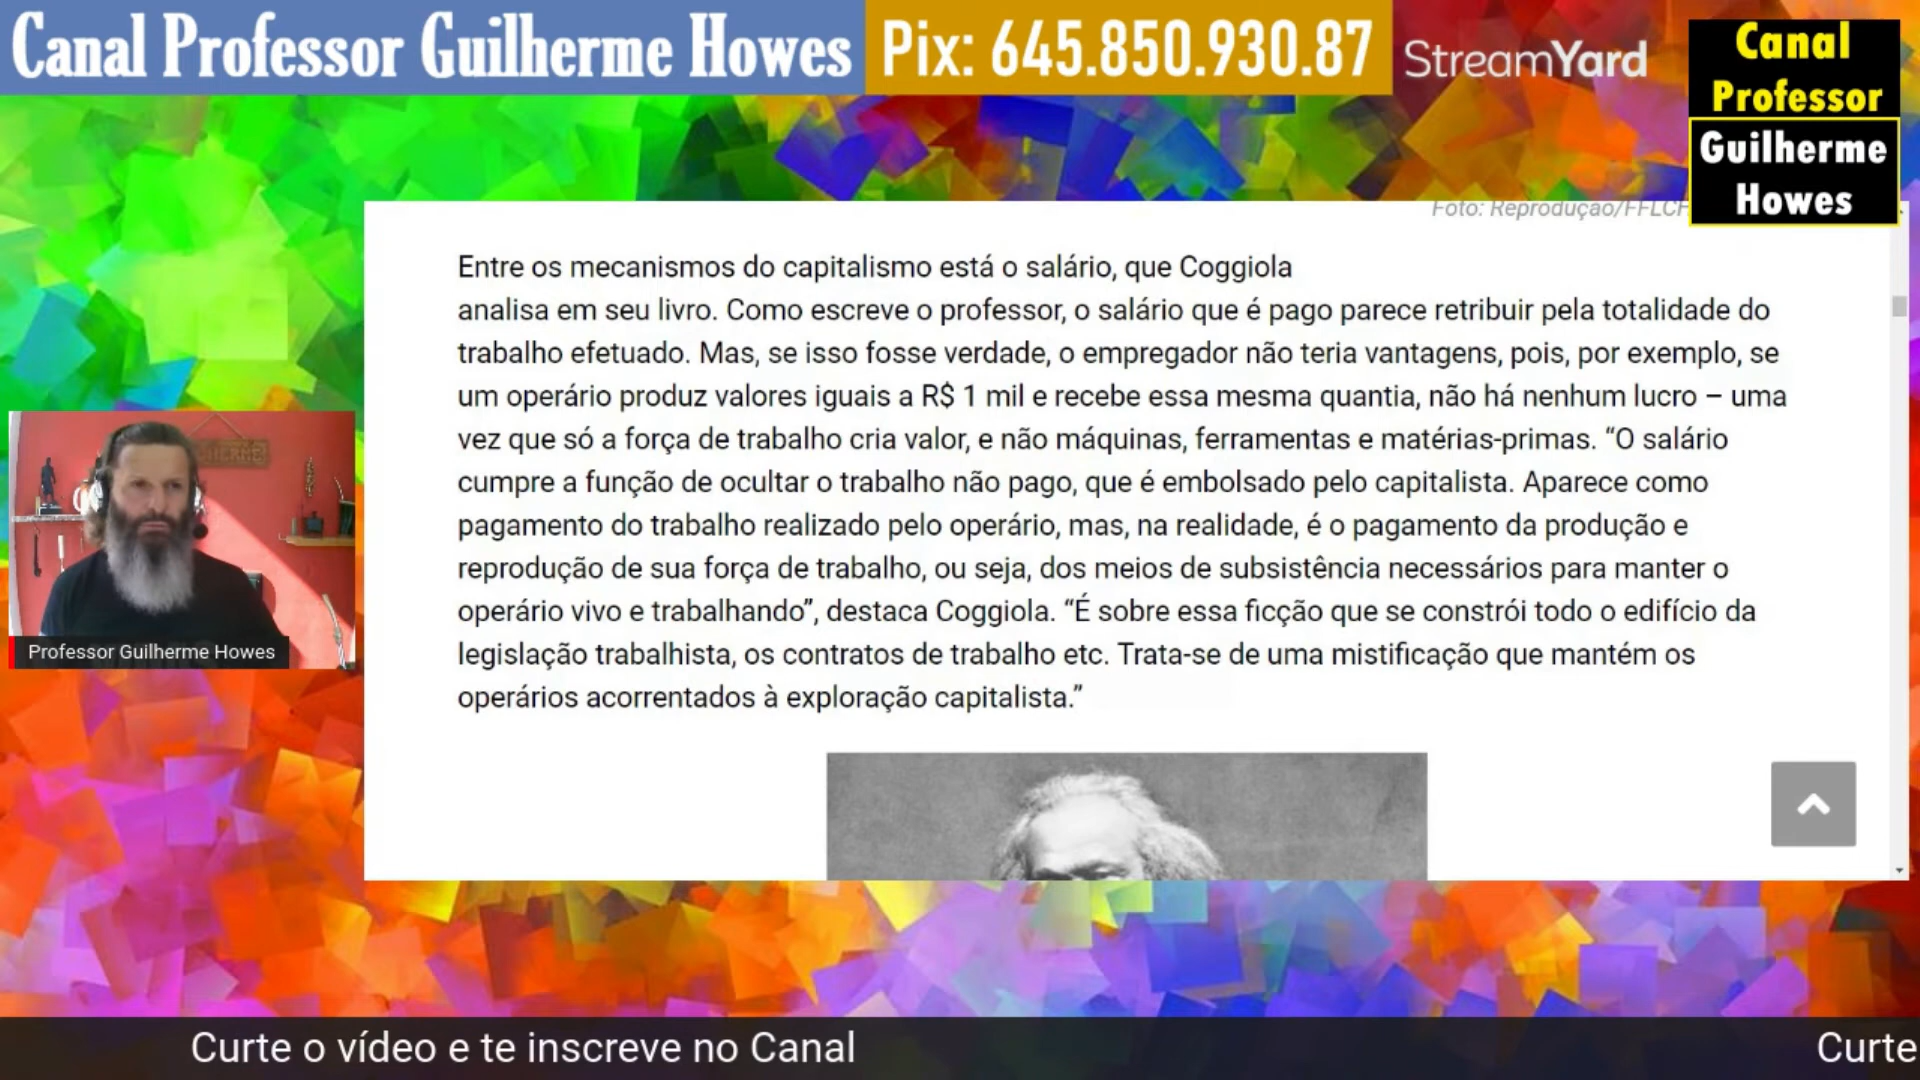 Canal Professor Guilherme Howes
Pix: 645.850.930.87
StreamYard
Canal
Professor
Guilherme
Howes
Foto: Reprodução/FFLCH
Entre os mecanismos do capitalismo está o salário, que Coggiola
analisa em seu livro. Como escreve o professor, o salário que é pago parece retribuir pela totalidade do
trabalho efetuado. Mas, se isso fosse verdade, o empregador não teria vantagens, pois, por exemplo, se
um operário produz valores iguais a R$ 1 mil e recebe essa mesma quantia, não há nenhum lucro – uma
vez que só a força de trabalho cria valor, e não máquinas, ferramentas e matérias-primas. “O salário
cumpre a função de ocultar o trabalho não pago, que é embolsado pelo capitalista. Aparece como
pagamento do trabalho realizado pelo operário, mas, na realidade, é o pagamento da produção e
reprodução de sua força de trabalho, ou seja, dos meios de subsistência necessários para manter o
operário vivo e trabalhando”, destaca Coggiola. “É sobre essa ficção que se constrói todo o edifício da
legislação trabalhista, os contratos de trabalho etc. Trata-se de uma mistificação que mantém os
operários acorrentados à exploração capitalista.”
Professor Guilherme Howes
Curte o vídeo e te inscreve no Canal
Curte